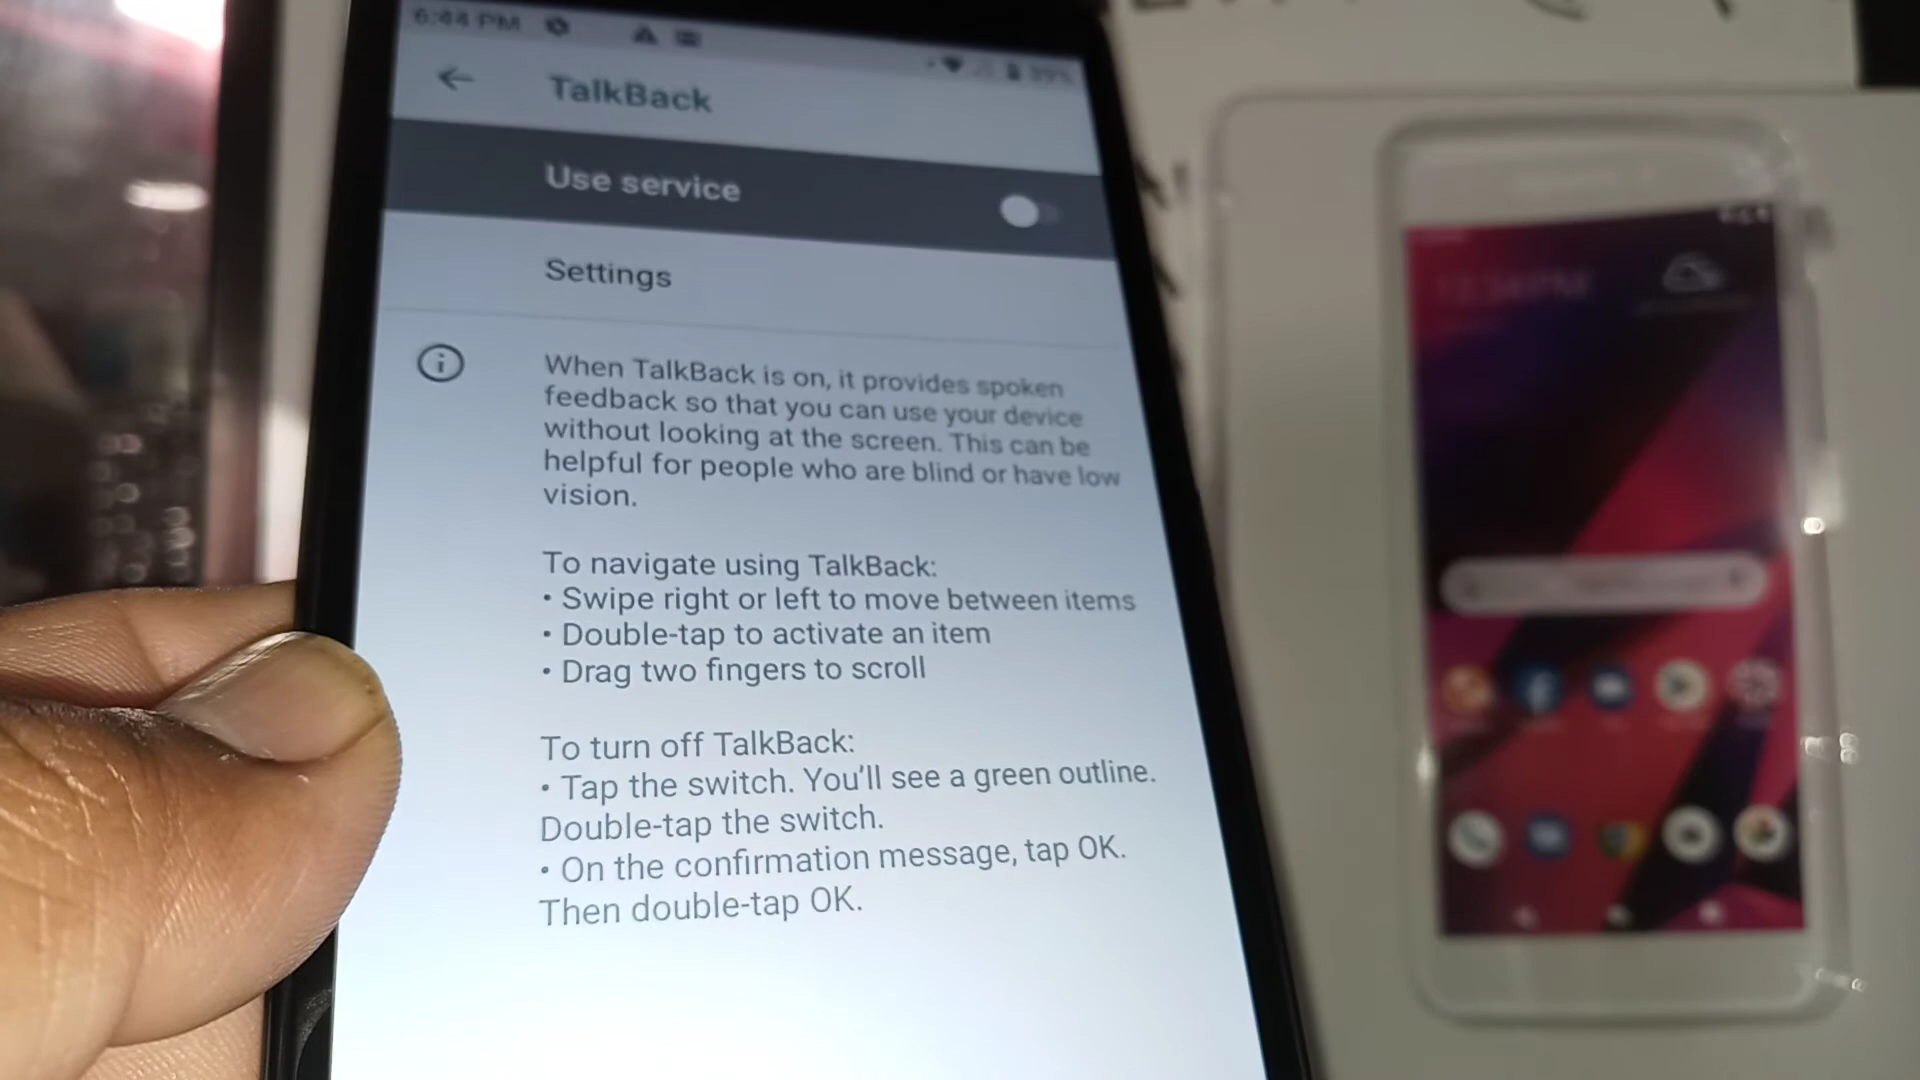 6:44 PM
39%
TalkBack
Use service
Settings
When TalkBack is on, it provides spoken
feedback so that you can use your device
without looking at the screen. This can be
helpful for people who are blind or have low
vision.
To navigate using TalkBack:
• Swipe right or left to move between items
• Double-tap to activate an item
• Drag two fingers to scroll
To turn off TalkBack:
• Tap the switch. You'll see a green outline.
Double-tap the switch.
• On the confirmation message, tap OK.
Then double-tap OK.